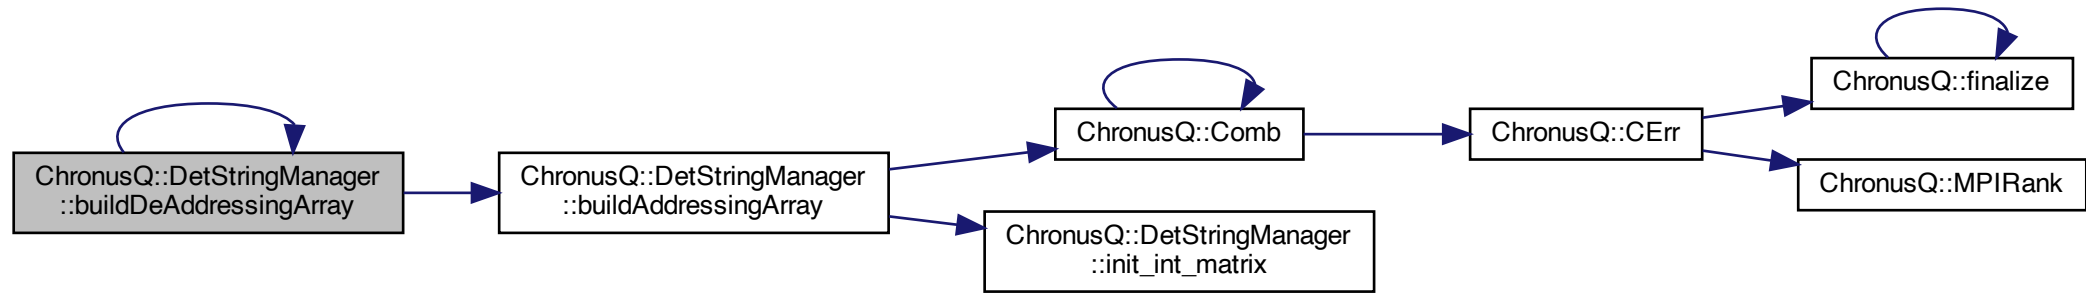 ChronusQ::DetStringManager
::buildDeAddressingArray
ChronusQ::DetStringManager
::buildAddressingArray
ChronusQ::Comb
ChronusQ::DetStringManager
::init_int_matrix
ChronusQ::CErr
ChronusQ::finalize
ChronusQ::MPIRank